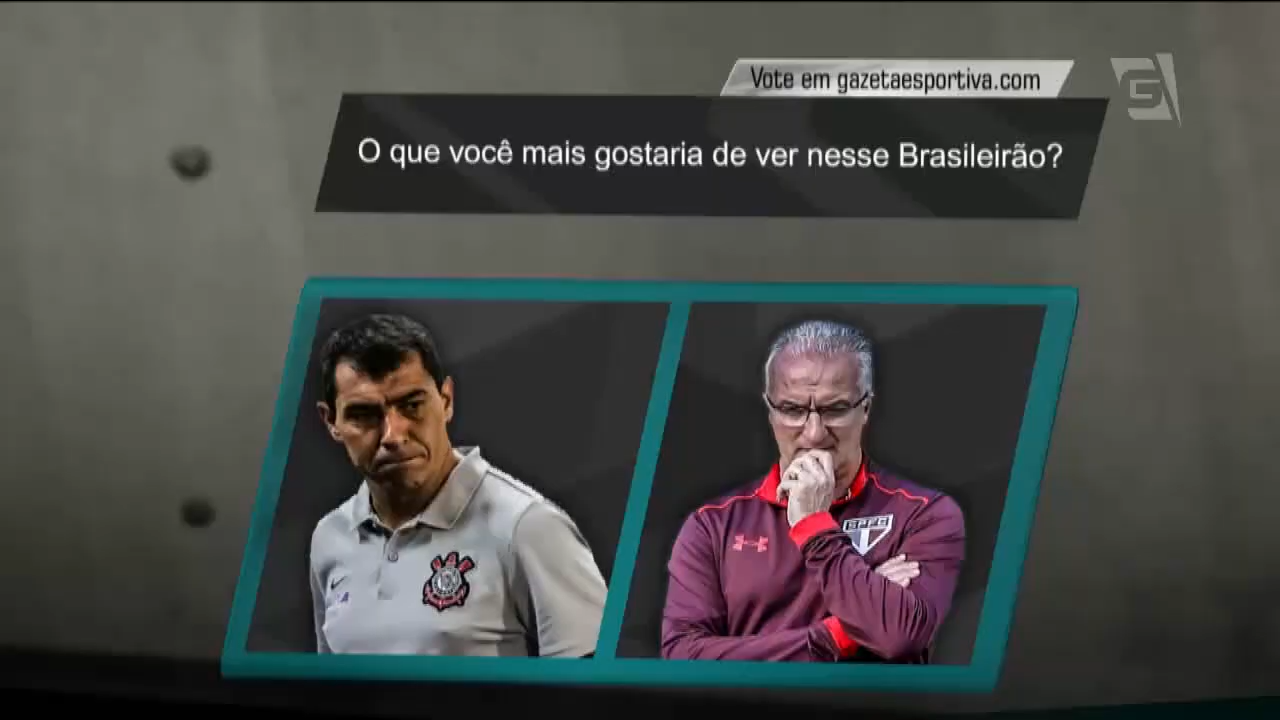 Vote em gazetaesportiva.com
O que você mais gostaria de ver nesse Brasileirão?
SPFC